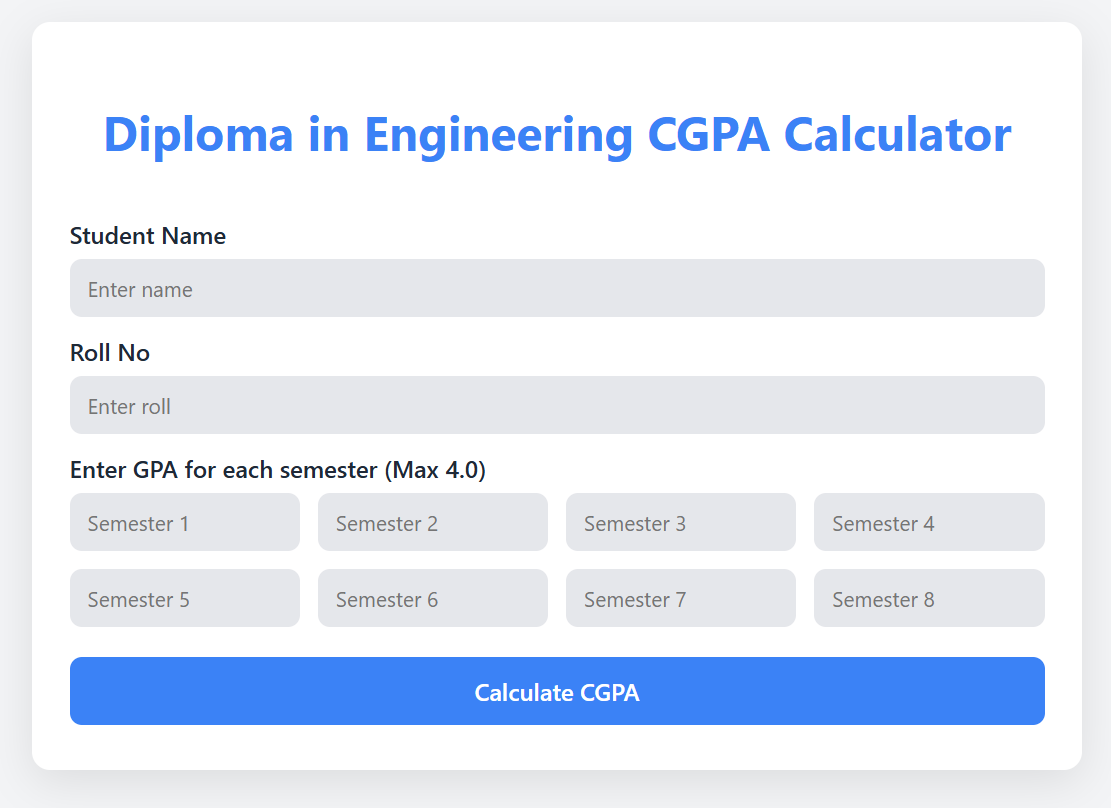 Diploma in Engineering CGPA Calculator
Student Name
Enter name
Roll No
Enter roll
Enter GPA for each semester (Max 4.0)
Semester 1 Semester 2 Semester 3 Semester 4
Semester 5 Semester 6 Semester 7 Semester 8
Calculate CGPA